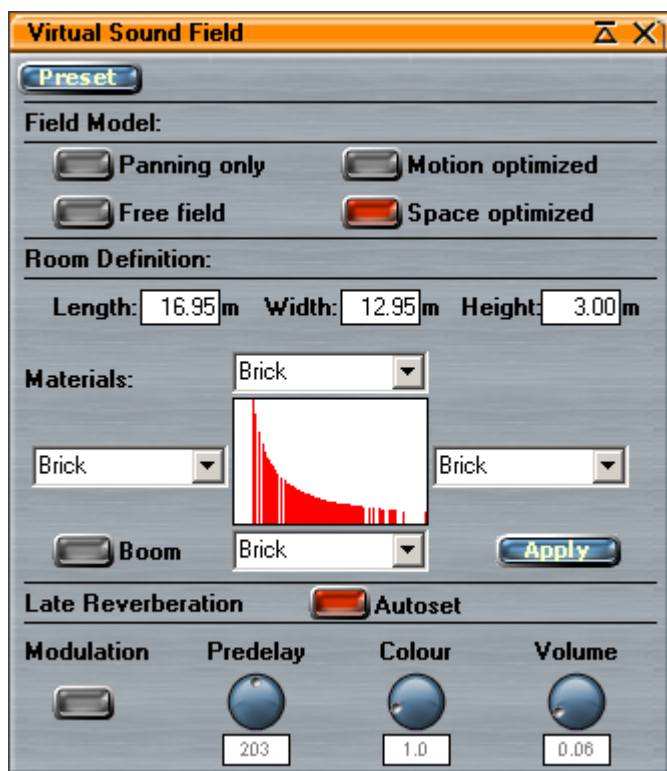 Virtual Sound Field
Preset
Field Model:
Panning only Motion optimized
Free field Space optimized
Room Definition:
Length: 16.95 m Width: 12.95 m Height: 3.00 m
Materials: Brick
Brick Brick
Boom Brick Apply
Late Reverberation Autoset
Modulation Predelay Colour Volume
203 1.0 0.06